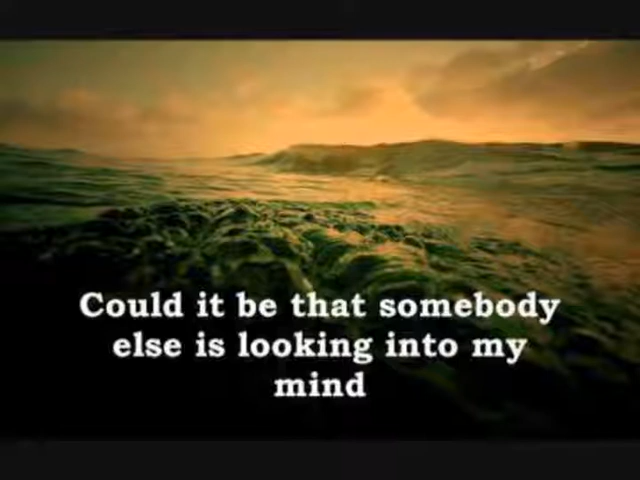 Could it be that somebody
else is looking into my
mind